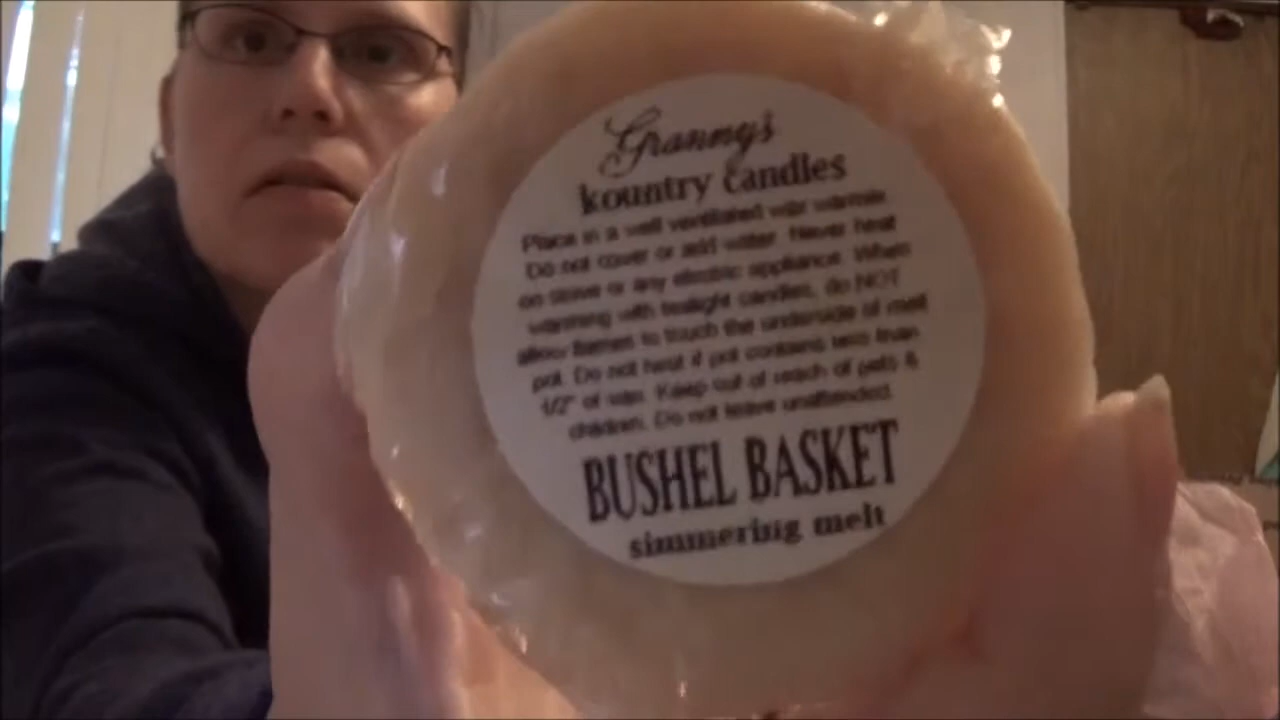 Granny's
kountry candles
Place in a well ventilated wax warmer.
Do not cover or add water. Never heat
on stove or any electric appliance. When
warming with tealight candles, do NOT
allow flames to touch the underside of melt
pot. Do not heat if pot contains less than
1/2" of wax. Keep out of reach of pets &
children. Do not leave unattended.
BUSHEL BASKET
simmering melt